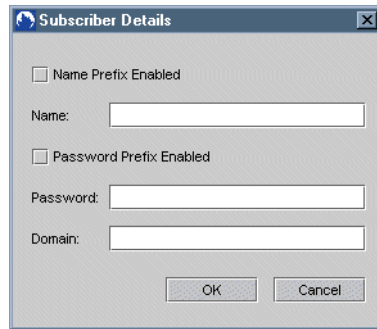 Subscriber Details
Name Prefix Enabled
Name:
Password Prefix Enabled
Password:
Domain:
OK Cancel